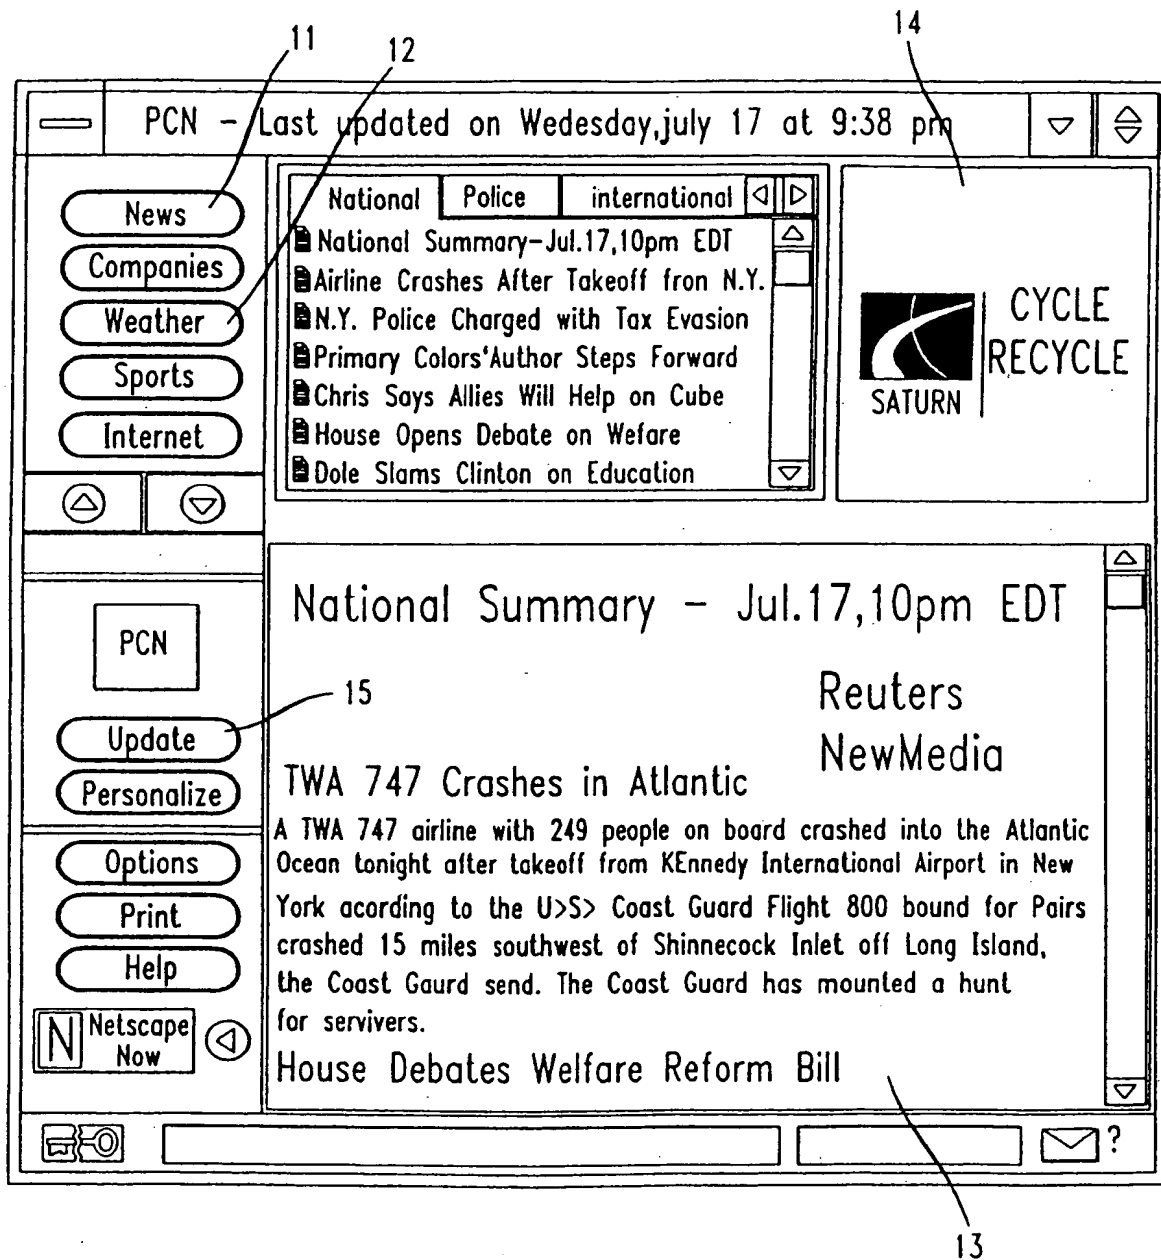 11
12
14
PCN - Last updated on Wedesday,july 17 at 9:38 pm
News
Companies
Weather
Sports
Internet
National Police international
National Summary-Jul.17,10pm EDT
Airline Crashes After Takeoff fron N.Y.
N.Y. Police Charged with Tax Evasion
Primary Colors'Author Steps Forward
Chris Says Allies Will Help on Cube
House Opens Debate on Wefare
Dole Slams Clinton on Education
SATURN
CYCLE
RECYCLE
PCN
15
Update
Personalize
Options
Print
Help
N Netscape
Now
National Summary - Jul.17,10pm EDT
Reuters
NewMedia
TWA 747 Crashes in Atlantic
A TWA 747 airline with 249 people on board crashed into the Atlantic
Ocean tonight after takeoff from KEnnedy International Airport in New
York acording to the U>S> Coast Guard Flight 800 bound for Pairs
crashed 15 miles southwest of Shinnecock Inlet off Long Island,
the Coast Gaurd send. The Coast Guard has mounted a hunt
for servivers.
House Debates Welfare Reform Bill
?
13